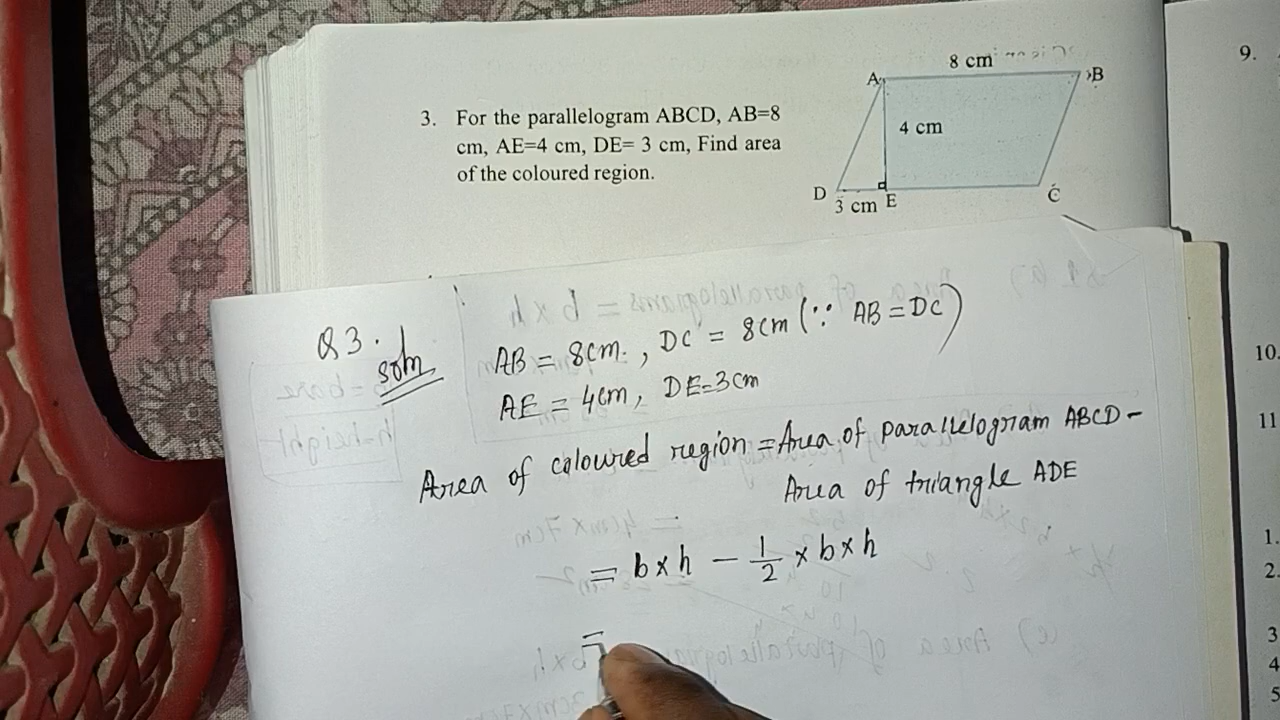 8 cm
A
B
3. For the parallelogram ABCD, AB=8
cm, AE=4 cm, DE= 3 cm, Find area
of the coloured region.
4 cm
D
3 cm
E
C
9.
10.
11
1.
2.
3
4
5
Q3.
soln
AB = 8cm. , DC = 8cm (∵ AB = DC)
AE = 4cm, DE=3cm
Area of coloured region = Area of parallelogram ABCD -
Area of triangle ADE
= b×h - 1/2 × b×h
=